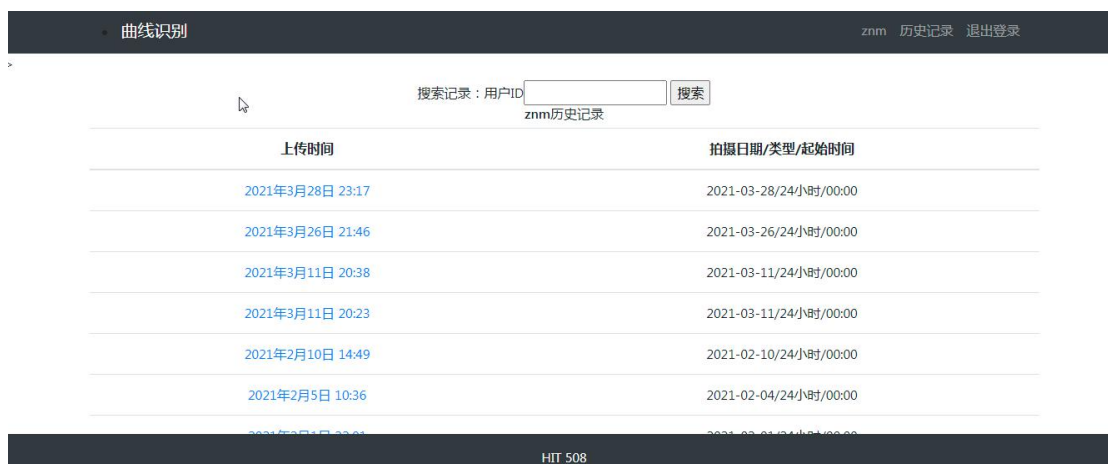 曲线识别 znm 历史记录 退出登录
>
搜索记录：用户ID 搜索
znm历史记录
上传时间 拍摄日期/类型/起始时间
2021年3月28日 23:17 2021-03-28/24小时/00:00
2021年3月26日 21:46 2021-03-26/24小时/00:00
2021年3月11日 20:38 2021-03-11/24小时/00:00
2021年3月11日 20:23 2021-03-11/24小时/00:00
2021年2月10日 14:49 2021-02-10/24小时/00:00
2021年2月5日 10:36 2021-02-04/24小时/00:00
HIT 508